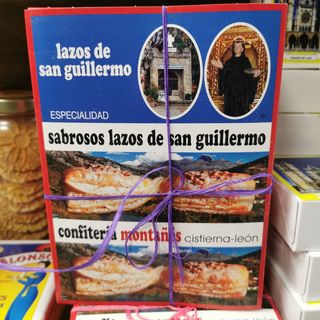 lazos de
san guillermo
ESPECIALIDAD
sabrosos lazos de san guillermo
confitería montañés cistierna-león